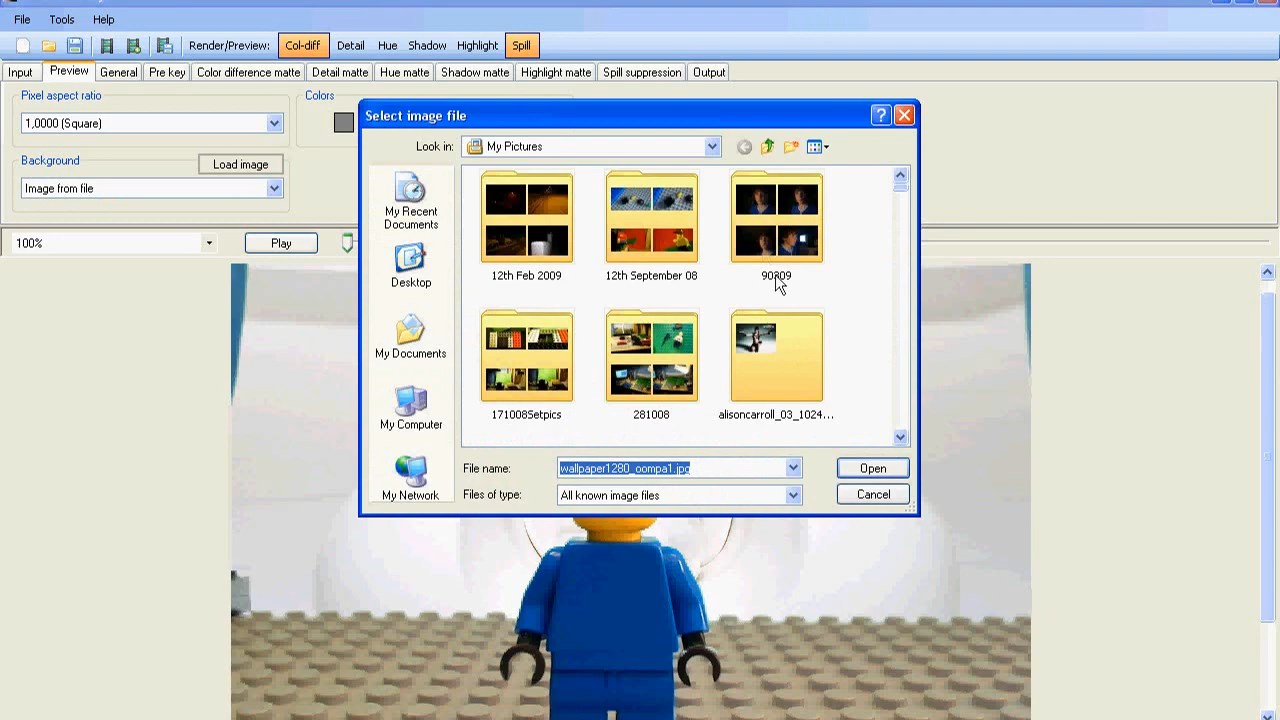 File Tools Help
Render/Preview: Col-diff Detail Hue Shadow Highlight Spill
Input Preview General Pre key Color difference matte Detail matte Hue matte Shadow matte Highlight matte Spill suppression Output
Pixel aspect ratio
Colors
1,0000 (Square)
Background
Load image
Image from file
100%
Play
Select image file
Look in: My Pictures
My Recent
Documents
Desktop
My Documents
My Computer
My Network
12th Feb 2009 12th September 08 90309
171008Setpics 281008 alisoncarroll_03_1024...
File name: wallpaper1280_oompa1.jpg Open
Files of type: All known image files Cancel